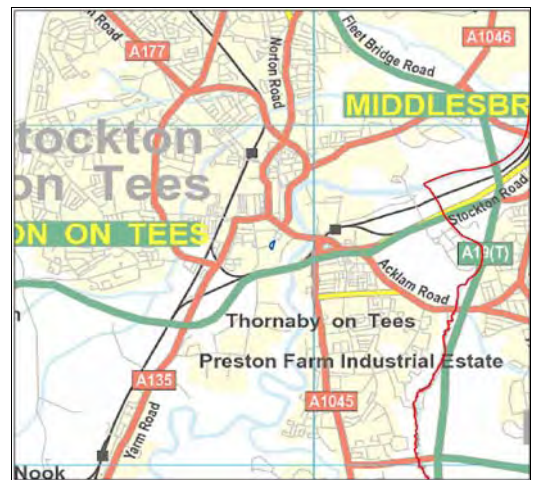 m Road
A177
Norton Road
Fleet Bridge Road
A1046
MIDDLESBR
tockton
on Tees
ON ON TEES
Stockton Road
A19(T)
Acklam Road
Thornaby on Tees
Preston Farm Industrial Estate
A135
A1045
Yarm Road
Nook